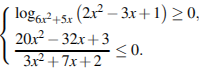 log_{6x²+5x} (2x² − 3x + 1) ≥ 0,
(20x² − 32x + 3)/(3x² + 7x + 2) ≤ 0.